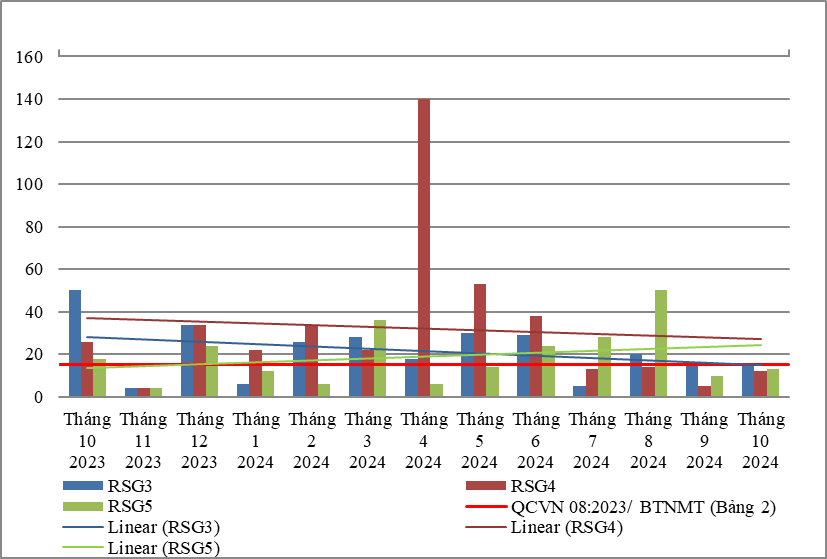 160
140
120
100
80
60
40
20
0
Tháng Tháng Tháng Tháng Tháng Tháng Tháng Tháng Tháng Tháng Tháng Tháng Tháng
10 11 12 1 2 3 4 5 6 7 8 9 10
2023 2023 2023 2024 2024 2024 2024 2024 2024 2024 2024 2024 2024
RSG3 RSG4
RSG5 QCVN 08:2023/ BTNMT (Bảng 2)
Linear (RSG3) Linear (RSG4)
Linear (RSG5)